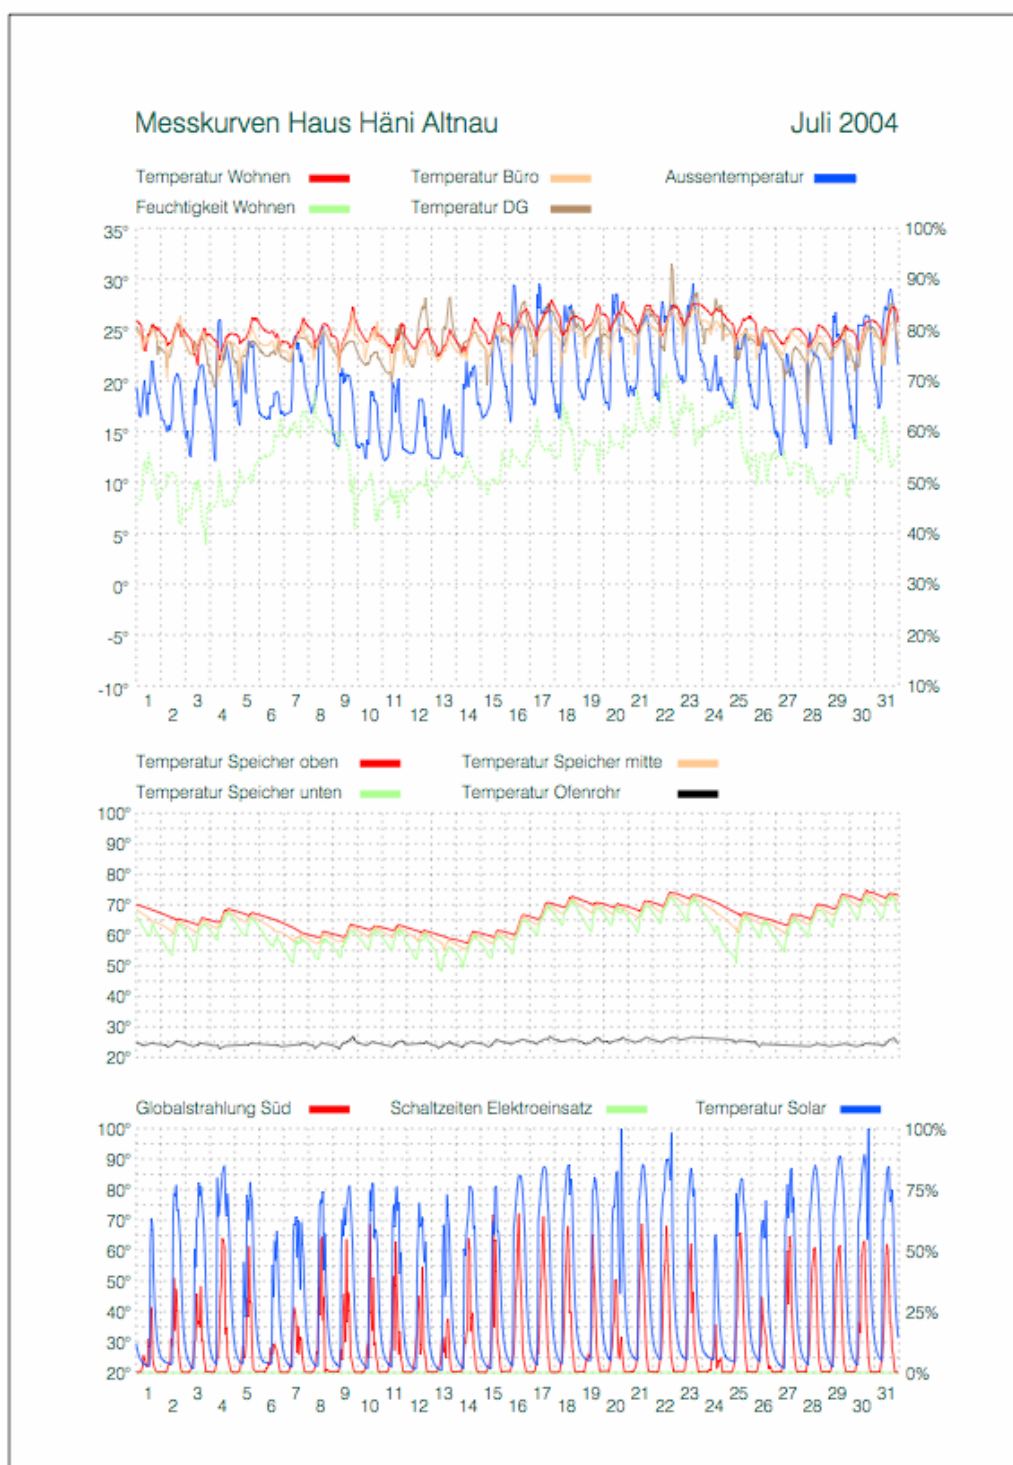 Messkurven Haus Häni Altnau Juli 2004
Temperatur Wohnen Temperatur Büro Aussentemperatur
Feuchtigkeit Wohnen Temperatur DG
35° 100%
30° 90%
25° 80%
20° 70%
15° 60%
10° 50%
5° 40%
0° 30%
-5° 20%
-10° 10%
1 3 5 7 9 11 13 15 17 19 21 23 25 27 29 31
2 4 6 8 10 12 14 16 18 20 22 24 26 28 30
Temperatur Speicher oben Temperatur Speicher mitte
Temperatur Speicher unten Temperatur Ofenrohr
100°
90°
80°
70°
60°
50°
40°
30°
20°
Globalstrahlung Süd Schaltzeiten Elektroeinsatz Temperatur Solar
100° 100%
90°
80° 75%
70°
60° 50%
50°
40° 25%
30°
20° 0%
1 3 5 7 9 11 13 15 17 19 21 23 25 27 29 31
2 4 6 8 10 12 14 16 18 20 22 24 26 28 30